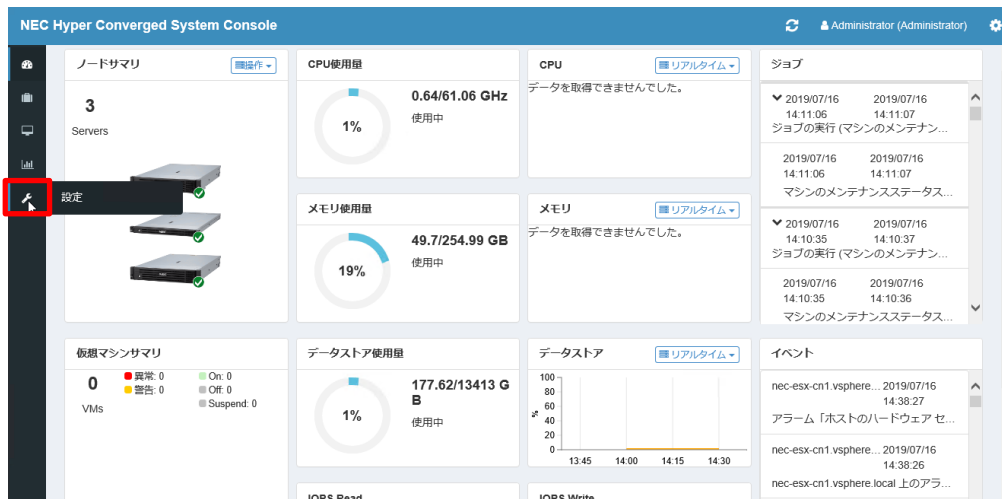 NEC Hyper Converged System Console
Administrator (Administrator)
ノードサマリ
操作
3
Servers
設定
CPU使用量
1%
0.64/61.06 GHz
使用中
CPU
リアルタイム
データを取得できませんでした。
ジョブ
2019/07/16 2019/07/16
14:11:06 14:11:07
ジョブの実行 (マシンのメンテナン...
2019/07/16 2019/07/16
14:11:06 14:11:07
マシンのメンテナンスステータス...
2019/07/16 2019/07/16
14:10:35 14:10:37
ジョブの実行 (マシンのメンテナン...
2019/07/16 2019/07/16
14:10:35 14:10:36
マシンのメンテナンスステータス...
メモリ使用量
19%
49.7/254.99 GB
使用中
メモリ
リアルタイム
データを取得できませんでした。
仮想マシンサマリ
0
VMs
異常: 0
警告: 0
On: 0
Off: 0
Suspend: 0
データストア使用量
1%
177.62/13413 G
B
使用中
データストア
リアルタイム
%
100
80
60
40
20
0
13:45 14:00 14:15 14:30
イベント
nec-esx-cn1.vsphere... 2019/07/16
14:38:27
アラーム「ホストのハードウェア セ...
nec-esx-cn1.vsphere... 2019/07/16
14:38:26
nec-esx-cn1.vsphere.local 上のアラ...
IOPS Read
IOPS Write